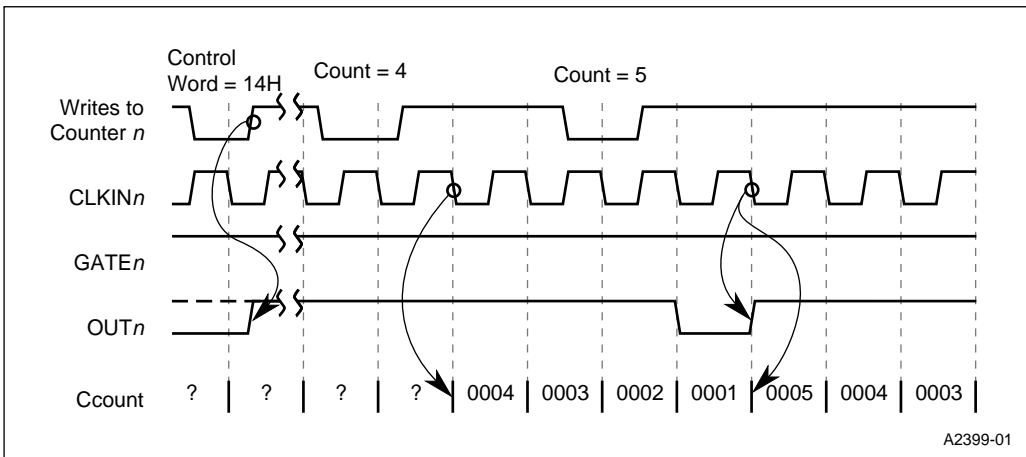 Control
Word = 14H
Count = 4
Count = 5
Writes to
Counter n
CLKINn
GATEn
OUTn
Ccount ? ? ? ? 0004 0003 0002 0001 0005 0004 0003
A2399-01